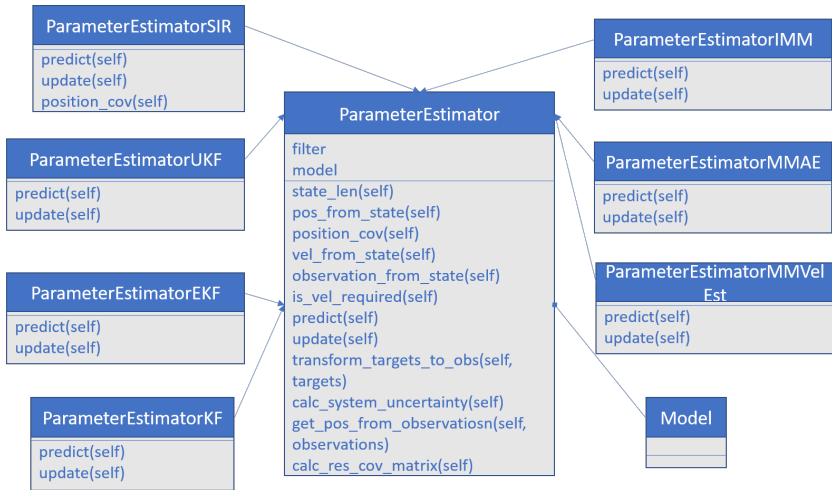 ParameterEstimatorSIR
predict(self)
update(self)
position_cov(self)
ParameterEstimatorUKF
predict(self)
update(self)
ParameterEstimatorEKF
predict(self)
update(self)
ParameterEstimatorKF
predict(self)
update(self)
ParameterEstimator
filter
model
state_len(self)
pos_from_state(self)
position_cov(self)
vel_from_state(self)
observation_from_state(self)
is_vel_required(self)
predict(self)
update(self)
transform_targets_to_obs(self,
targets)
calc_system_uncertainty(self)
get_pos_from_observatiosn(self,
observations)
calc_res_cov_matrix(self)
ParameterEstimatorIMM
predict(self)
update(self)
ParameterEstimatorMMAE
predict(self)
update(self)
ParameterEstimatorMMVel
Est
predict(self)
update(self)
Model